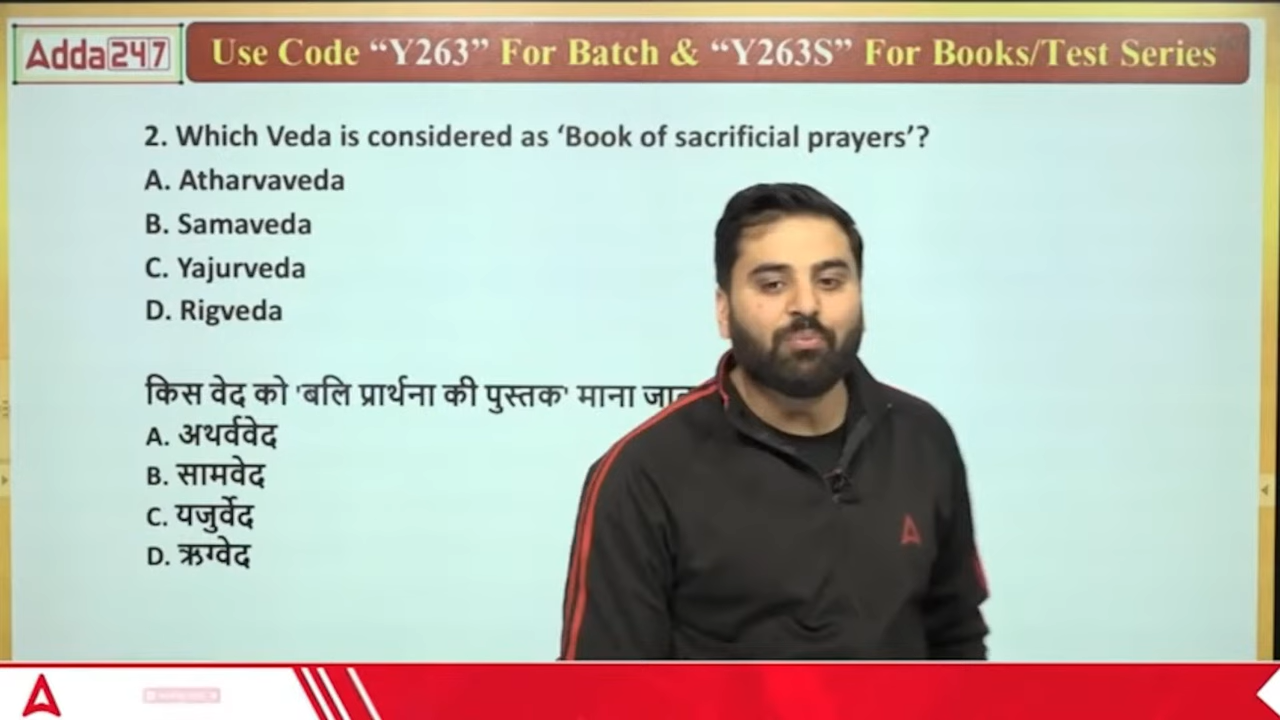 Adda247
Use Code “Y263” For Batch & “Y263S” For Books/Test Series
2. Which Veda is considered as ‘Book of sacrificial prayers’?
A. Atharvaveda
B. Samaveda
C. Yajurveda
D. Rigveda
किस वेद को 'बलि प्रार्थना की पुस्तक' माना
A. अथर्ववेद
B. सामवेद
C. यजुर्वेद
D. ऋग्वेद